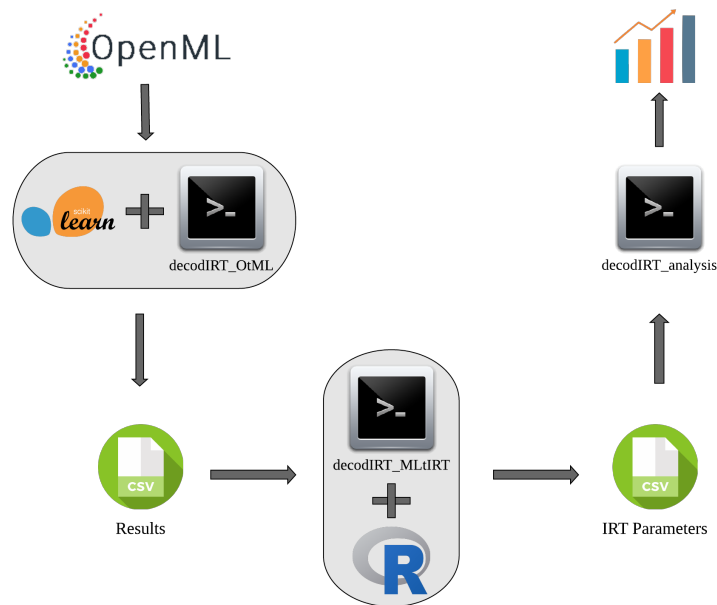 OpenML
scikit
learn
>_
decodIRT_OtML
>_
decodIRT_analysis
CSV
Results
>_
decodIRT_MLtIRT
R
CSV
IRT Parameters